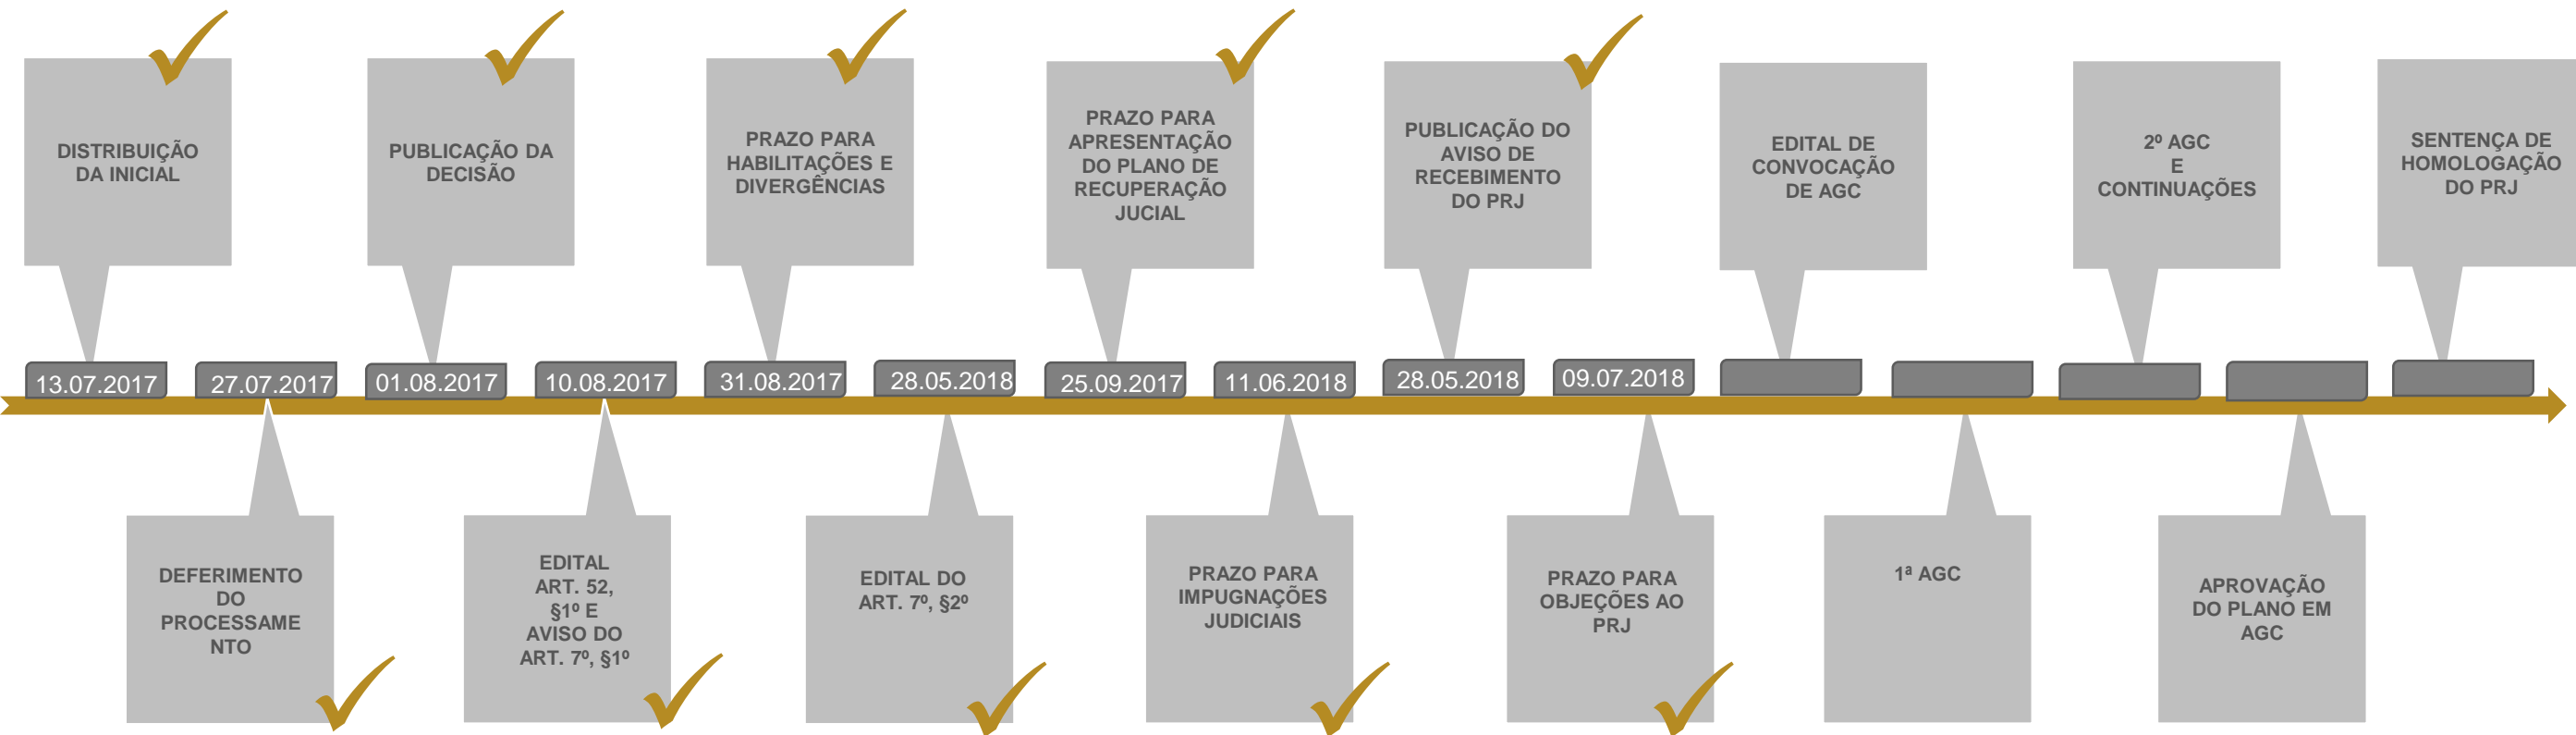 DISTRIBUIÇÃO
DA INICIAL
PUBLICAÇÃO DA
DECISÃO
PRAZO PARA
HABILITAÇÕES E
DIVERGÊNCIAS
PRAZO PARA
APRESENTAÇÃO
DO PLANO DE
RECUPERAÇÃO
JUCIAL
PUBLICAÇÃO DO
AVISO DE
RECEBIMENTO
DO PRJ
EDITAL DE
CONVOCAÇÃO
DE AGC
2º AGC
E
CONTINUAÇÕES
SENTENÇA DE
HOMOLOGAÇÃO
DO PRJ
13.07.2017
27.07.2017
01.08.2017
10.08.2017
31.08.2017
28.05.2018
25.09.2017
11.06.2018
28.05.2018
09.07.2018
DEFERIMENTO
DO
PROCESSAME
NTO
EDITAL
ART. 52,
§1º E
AVISO DO
ART. 7º, §1º
EDITAL DO
ART. 7º, §2º
PRAZO PARA
IMPUGNAÇÕES
JUDICIAIS
PRAZO PARA
OBJEÇÕES AO
PRJ
1ª AGC
APROVAÇÃO
DO PLANO EM
AGC